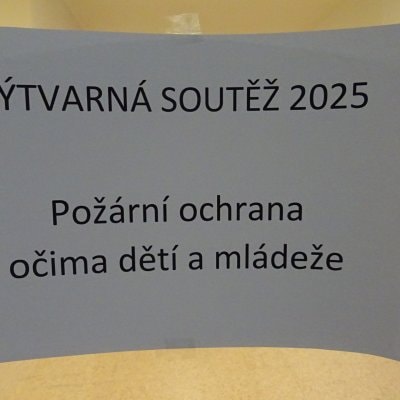 ÝTVARNÁ SOUTĚŽ 2025
Požární ochrana
očima dětí a mládeže